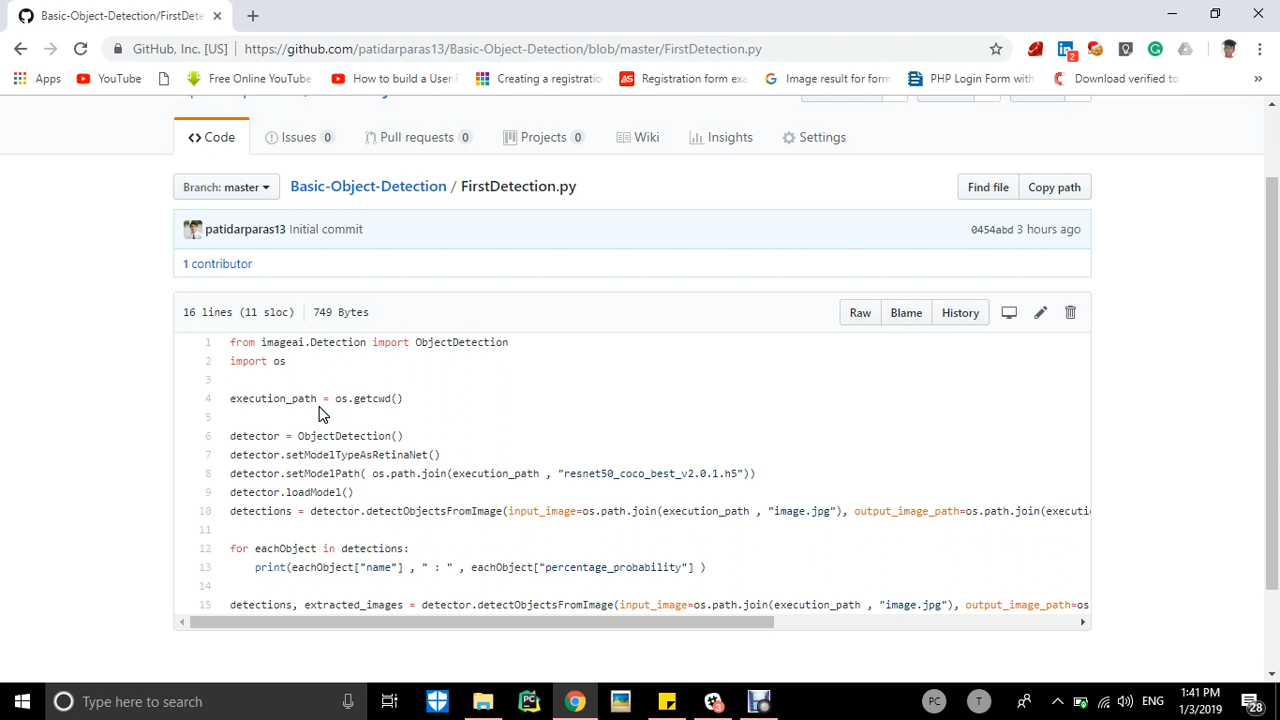 Basic-Object-Detection/FirstDete
GitHub, Inc. [US] https://github.com/patidarparas13/Basic-Object-Detection/blob/master/FirstDetection.py
2
Apps YouTube Free Online YouTube How to build a User Creating a registratio Registration form exa Image result for form PHP Login Form with Download verified to »
Code Issues 0 Pull requests 0 Projects 0 Wiki Insights Settings
Branch: master Basic-Object-Detection / FirstDetection.py Find file Copy path
patidarparas13 Initial commit 0454abd 3 hours ago
1 contributor
16 lines (11 sloc) 749 Bytes Raw Blame History
1 from imageai.Detection import ObjectDetection
2 import os
3
4 execution_path = os.getcwd()
5
6 detector = ObjectDetection()
7 detector.setModelTypeAsRetinaNet()
8 detector.setModelPath( os.path.join(execution_path , "resnet50_coco_best_v2.0.1.h5"))
9 detector.loadModel()
10 detections = detector.detectObjectsFromImage(input_image=os.path.join(execution_path , "image.jpg"), output_image_path=os.path.join(executi
11
12 for eachObject in detections:
13 print(eachObject["name"] , " : " , eachObject["percentage_probability"] )
14
15 detections, extracted_images = detector.detectObjectsFromImage(input_image=os.path.join(execution_path , "image.jpg"), output_image_path=os
Type here to search PC 3 PC T ENG 1:41 PM
1/3/2019 28